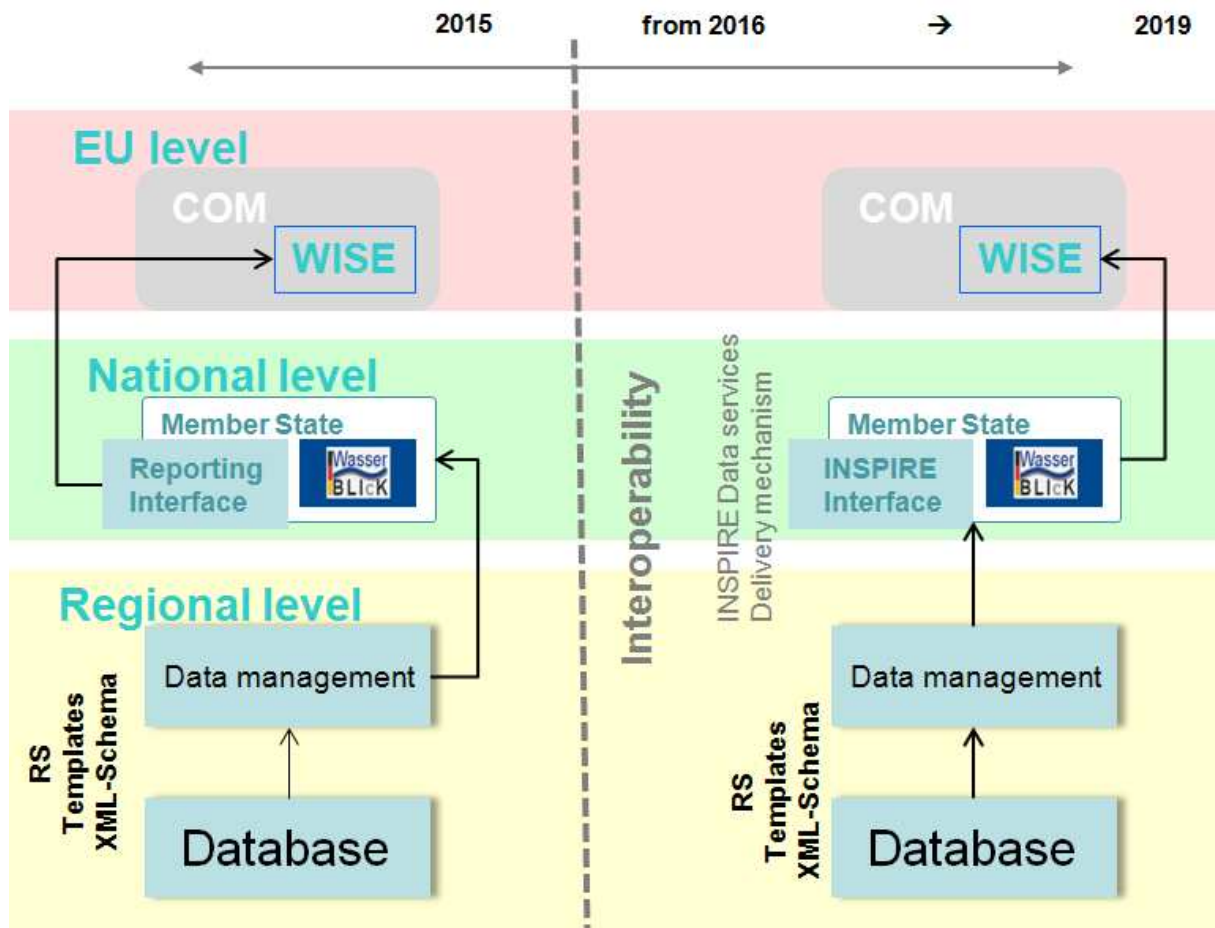 2015
from 2016
→
2019
EU level
COM
WISE
COM
WISE
National level
Member State
Reporting
Interface
Wasser
BLIcK
Interoperability
INSPIRE Data services
Delivery mechanism
Member State
INSPIRE
Interface
Wasser
BLIcK
Regional level
Data management
RS
Templates
XML-Schema
Database
Data management
RS
Templates
XML-Schema
Database